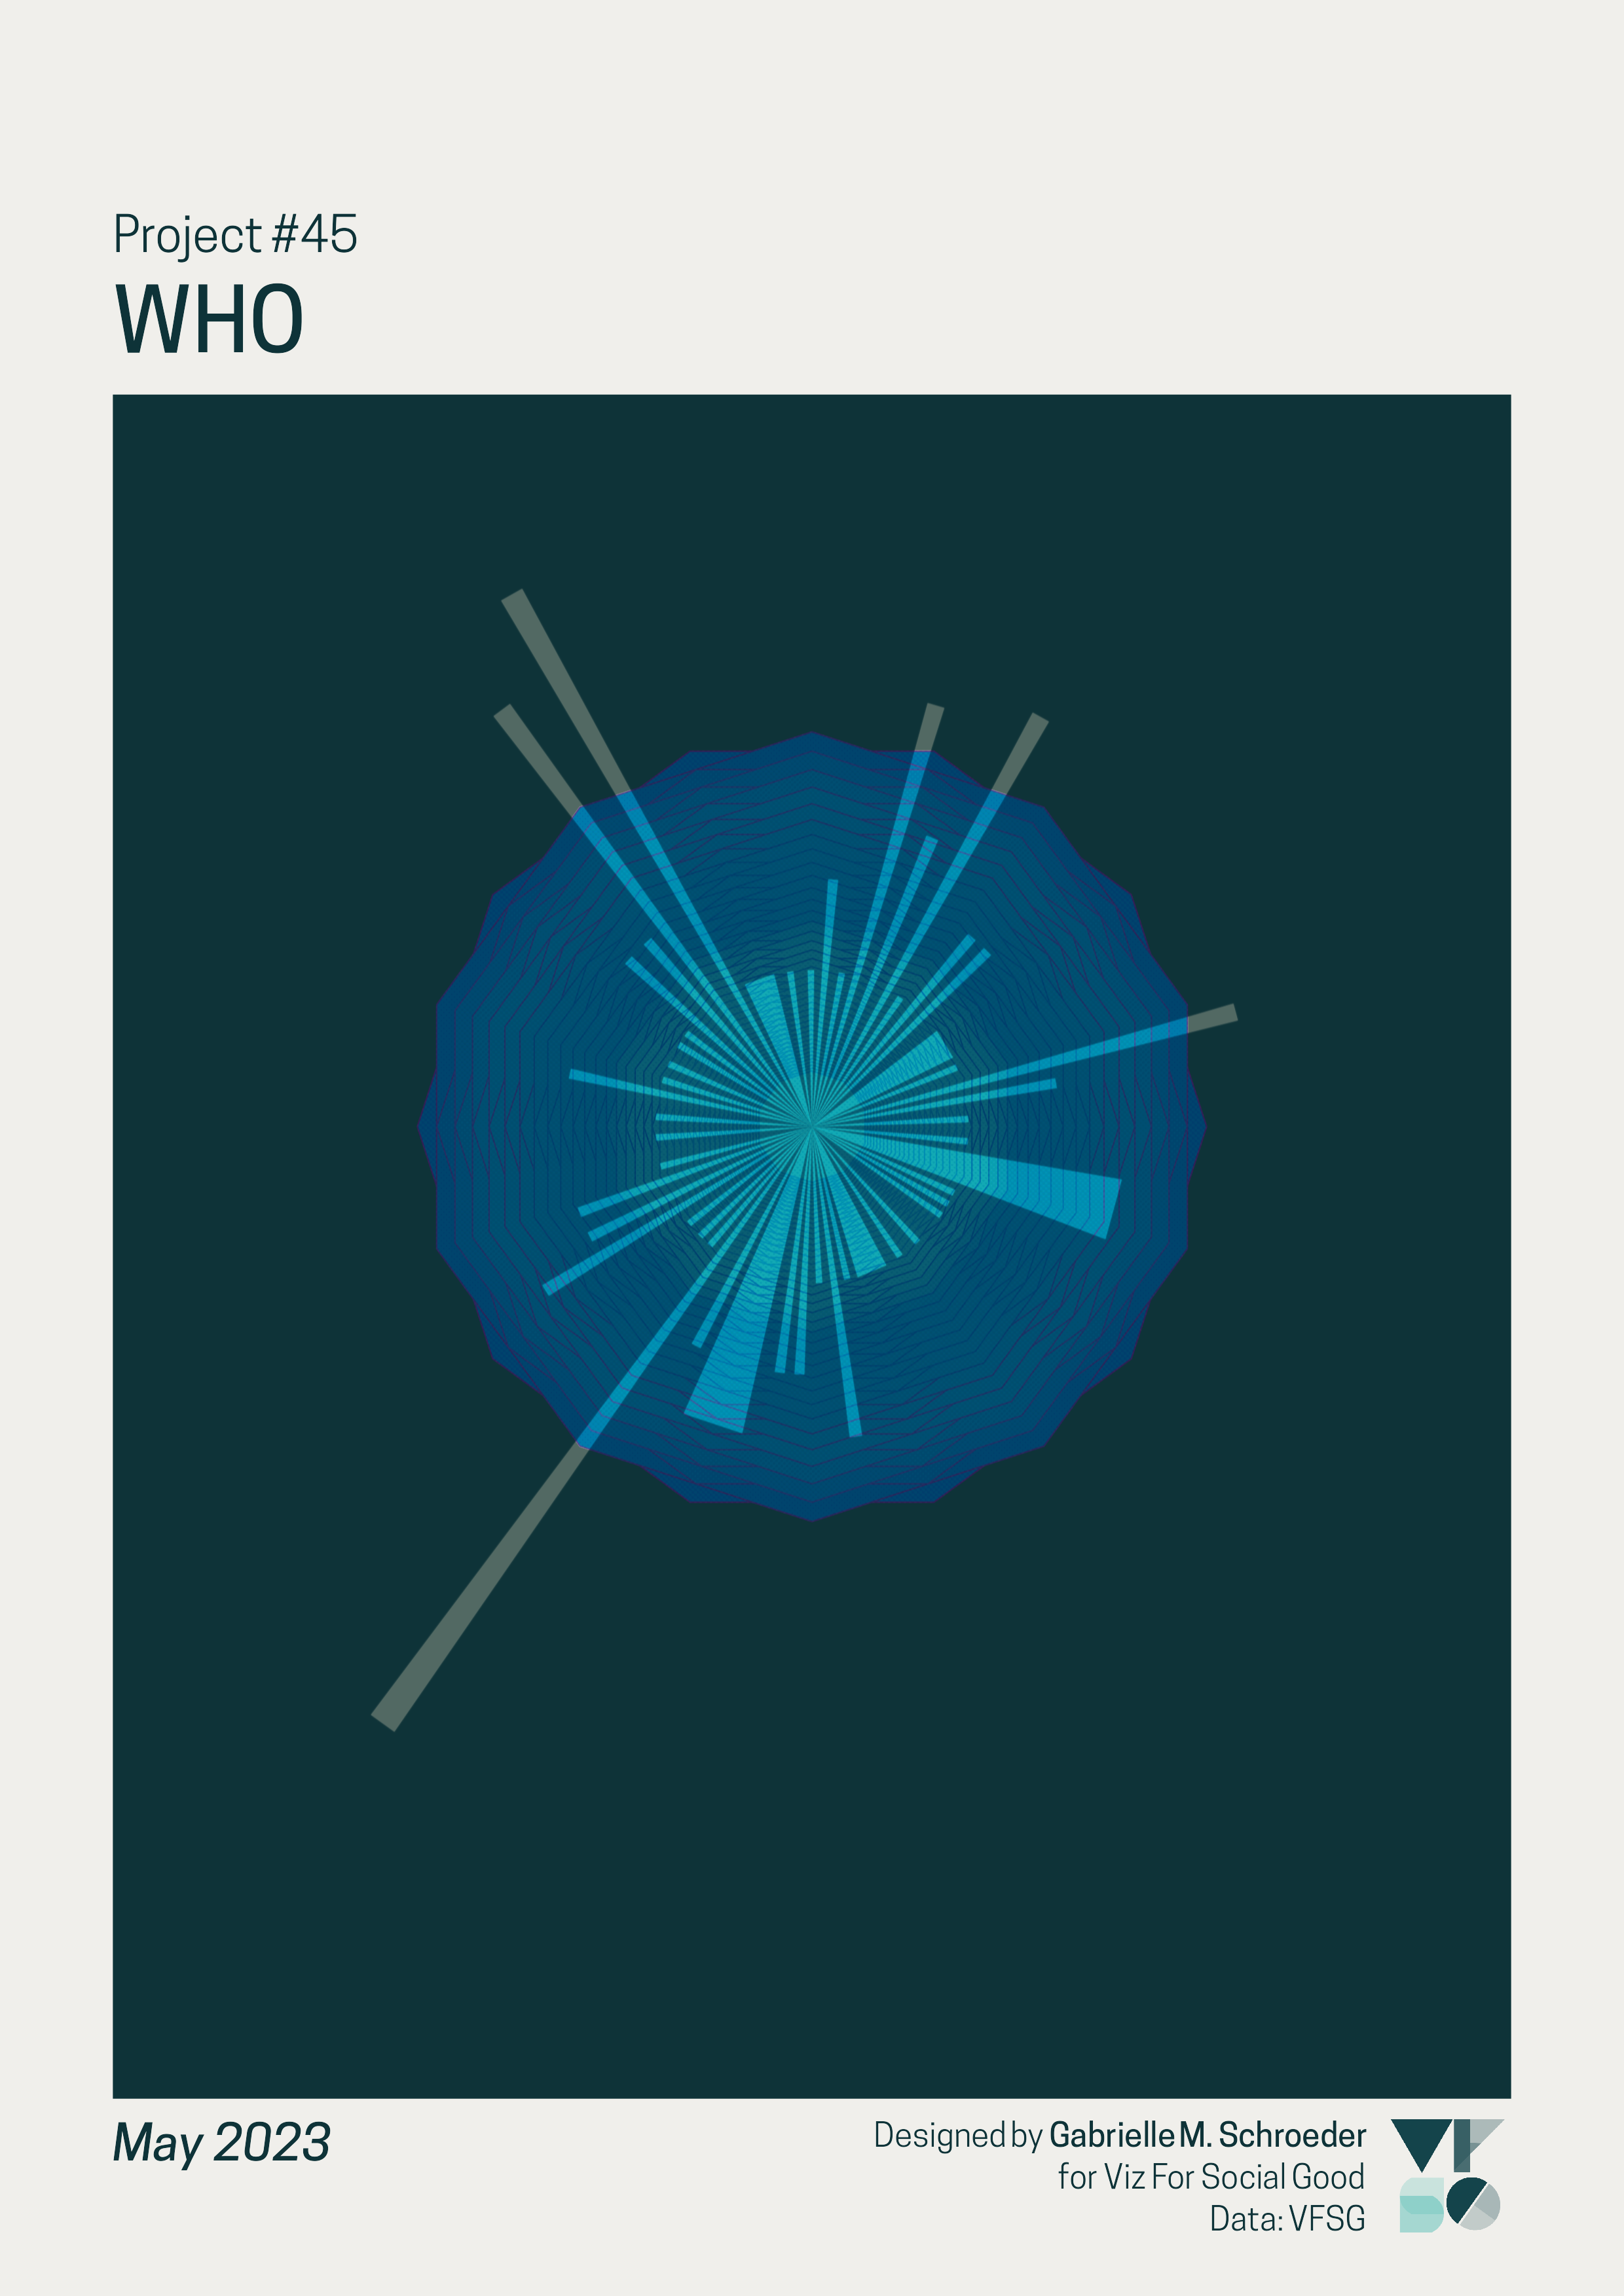 Project #45
WHO
May 2023
Designed by Gabrielle M. Schroeder
for Viz For Social Good
Data: VFSG